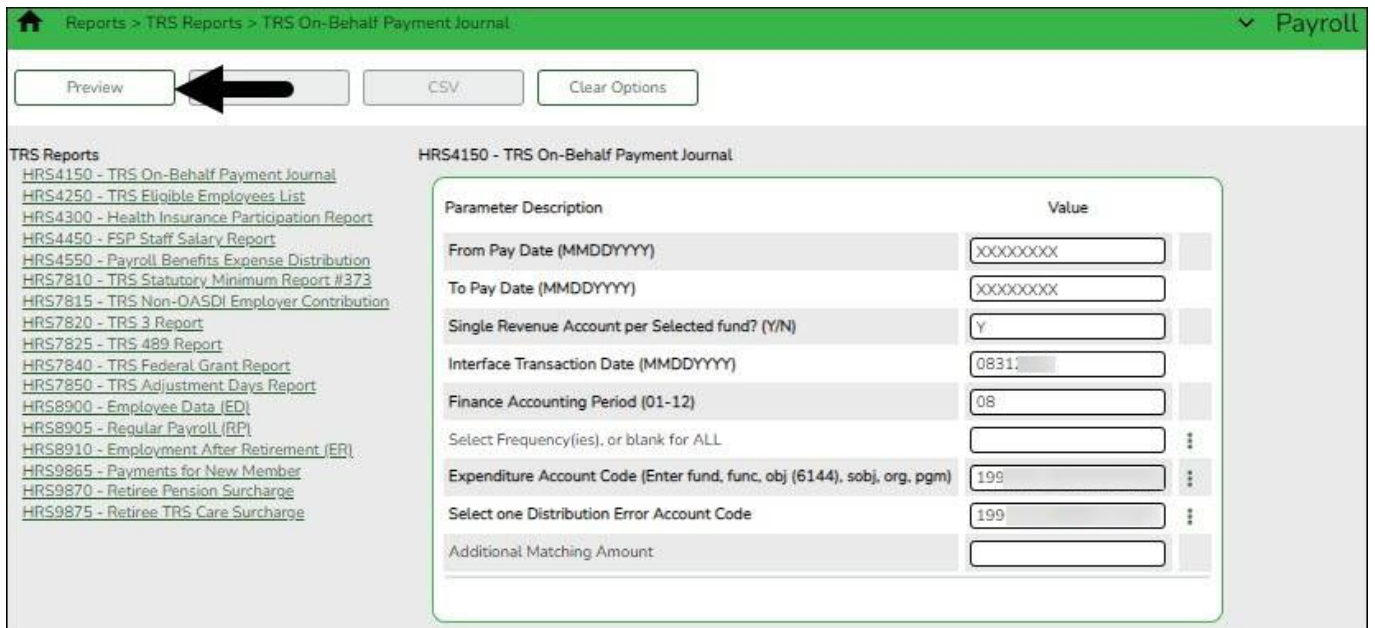 Reports > TRS Reports > TRS On-Behalf Payment Journal
Payroll
Preview
CSV
Clear Options
TRS Reports
HRS4150 - TRS On-Behalf Payment Journal
HRS4250 - TRS Eligible Employees List
HRS4300 - Health Insurance Participation Report
HRS4450 - FSP Staff Salary Report
HRS4550 - Payroll Benefits Expense Distribution
HRS7810 - TRS Statutory Minimum Report #373
HRS7815 - TRS Non-OASDI Employer Contribution
HRS7820 - TRS 3 Report
HRS7825 - TRS 489 Report
HRS7840 - TRS Federal Grant Report
HRS7850 - TRS Adjustment Days Report
HRS8900 - Employee Data (ED)
HRS8905 - Regular Payroll (RP)
HRS8910 - Employment After Retirement (ER)
HRS9865 - Payments for New Member
HRS9870 - Retiree Pension Surcharge
HRS9875 - Retiree TRS Care Surcharge
HRS4150 - TRS On-Behalf Payment Journal
Parameter Description Value
From Pay Date (MMDDYYYY) XXXXXXXX
To Pay Date (MMDDYYYY) XXXXXXXX
Single Revenue Account per Selected fund? (Y/N) Y
Interface Transaction Date (MMDDYYYY) 0831
Finance Accounting Period (01-12) 08
Select Frequency(ies), or blank for ALL
Expenditure Account Code (Enter fund, func, obj (6144), sobj, org, pgm) 199
Select one Distribution Error Account Code 199
Additional Matching Amount